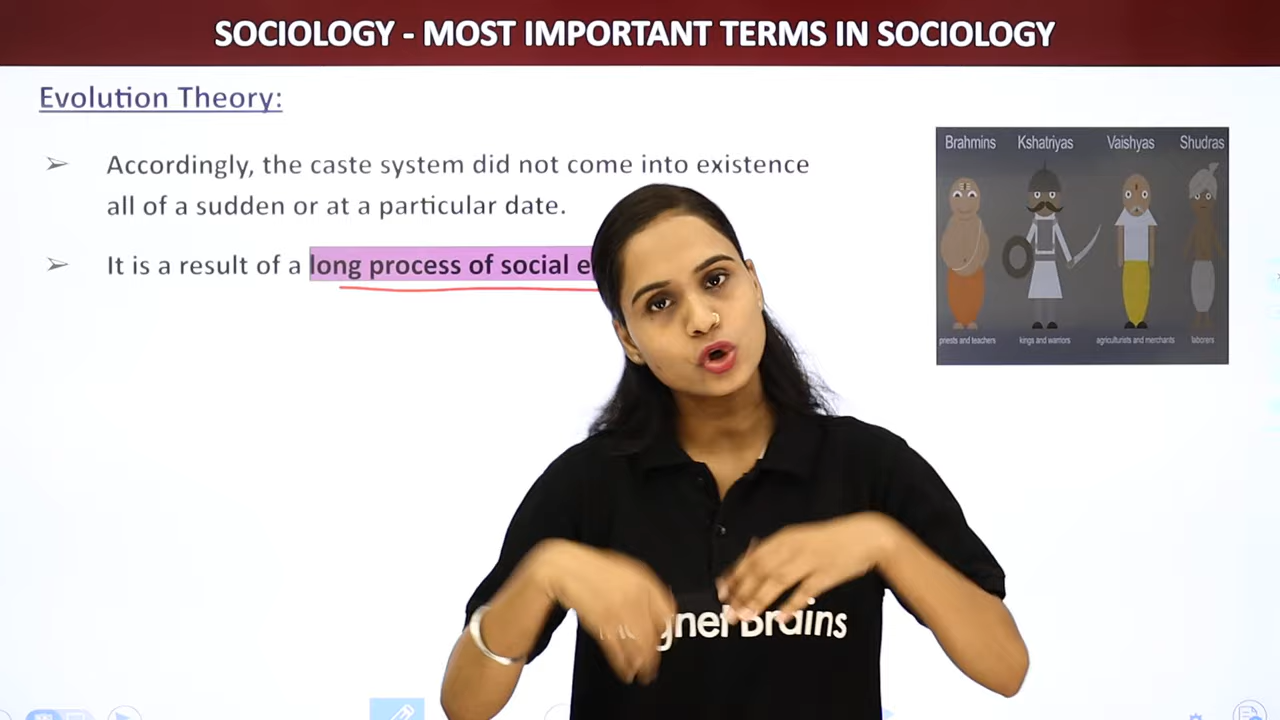 SOCIOLOGY - MOST IMPORTANT TERMS IN SOCIOLOGY
Evolution Theory:
➢ Accordingly, the caste system did not come into existence
all of a sudden or at a particular date.
➢ It is a result of a long process of social
Brahmins Kshatriyas Vaishyas Shudras
priests and teachers kings and warriors agriculturists and merchants laborers
Brains